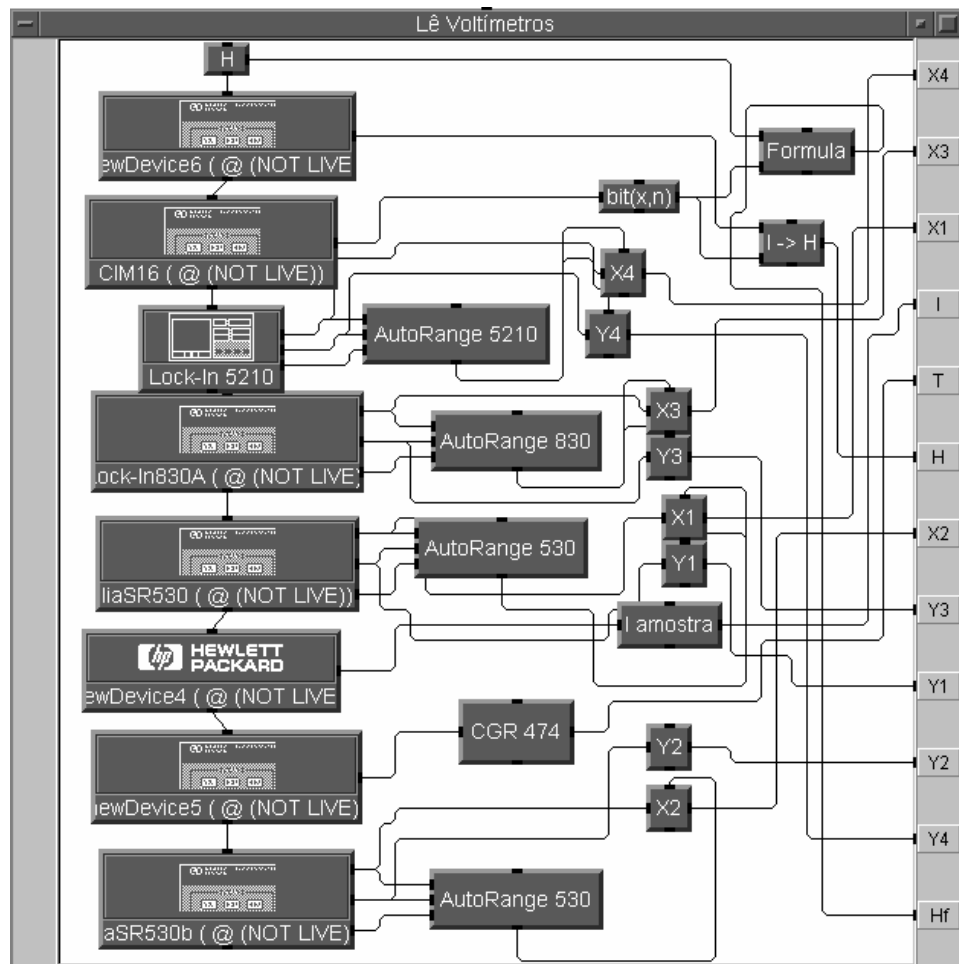 Lê Voltímetros
H
X4
ewDevice6 ( @ (NOT LIVE
Formula
X3
bit(x,n)
X1
I -> H
CIM16 ( @ (NOT LIVE))
X4
I
AutoRange 5210
Y4
Lock-In 5210
T
X3
AutoRange 830
Y3
H
ock-In830A ( @ (NOT LIVE)
X1
X2
AutoRange 530
Y1
liaSR530 ( @ (NOT LIVE))
I amostra
Y3
hp HEWLETT
PACKARD
ewDevice4 ( @ (NOT LIVE
Y1
CGR 474
Y2
Y2
newDevice5 ( @ (NOT LIVE)
X2
Y4
AutoRange 530
Hf
aSR530b ( @ (NOT LIVE)